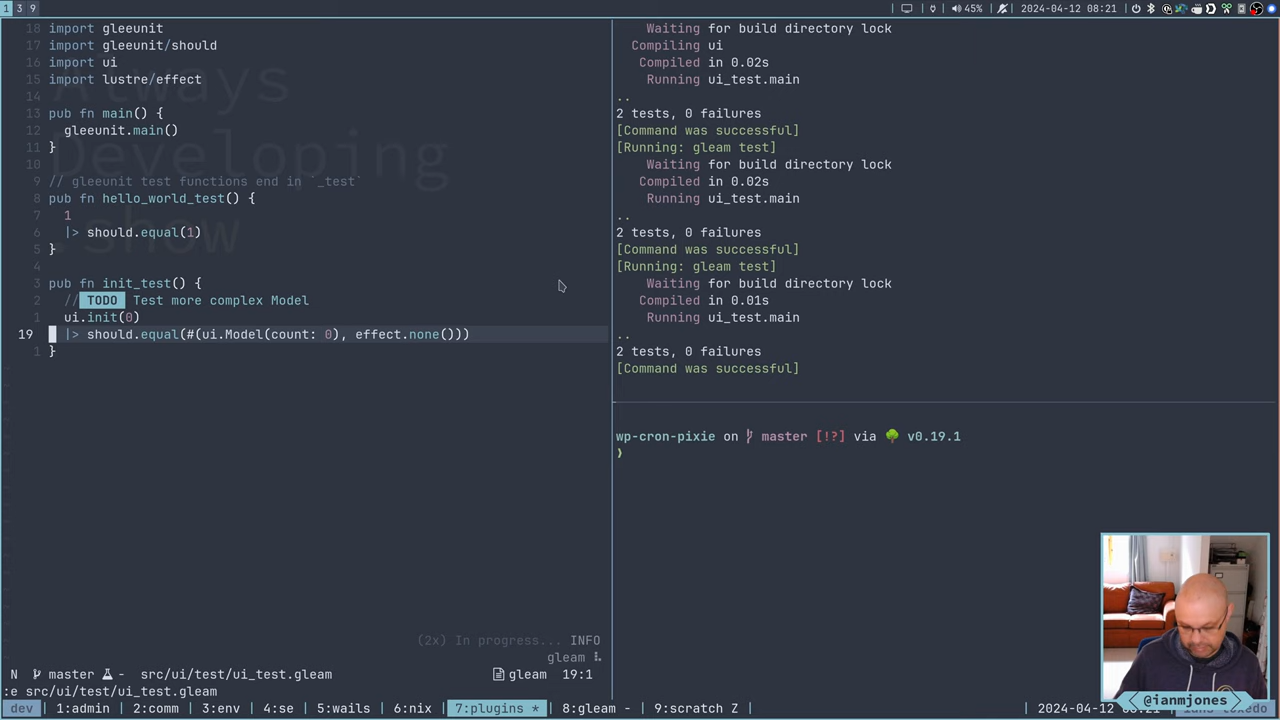 1 3 9
45% | 2024-04-12 08:21
18 import gleeunit
17 import gleeunit/should
16 import ui
15 import lustre/effect
14
13 pub fn main() {
12   gleeunit.main()
11 }
10
9 // gleeunit test functions end in `_test`
8 pub fn hello_world_test() {
7   1
6   |> should.equal(1)
5 }
4
3 pub fn init_test() {
2   // TODO Test more complex Model
1   ui.init(0)
19   |> should.equal(#(ui.Model(count: 0), effect.none()))
1 }
Always
Developing
.show
(2x) In progress... INFO
gleam
N master - src/ui/test/ui_test.gleam gleam 19:1
:e src/ui/test/ui_test.gleam
Waiting for build directory lock
Compiling ui
Compiled in 0.02s
Running ui_test.main
..
2 tests, 0 failures
[Command was successful]
[Running: gleam test]
Waiting for build directory lock
Compiled in 0.02s
Running ui_test.main
..
2 tests, 0 failures
[Command was successful]
[Running: gleam test]
Waiting for build directory lock
Compiled in 0.01s
Running ui_test.main
..
2 tests, 0 failures
[Command was successful]
wp-cron-pixie on master [!?] via v0.19.1
❯
dev | 1:admin | 2:comm | 3:env | 4:se | 5:wails | 6:nix | 7:plugins * | 8:gleam - | 9:scratch Z | | 2024-04-12
@ianmjones